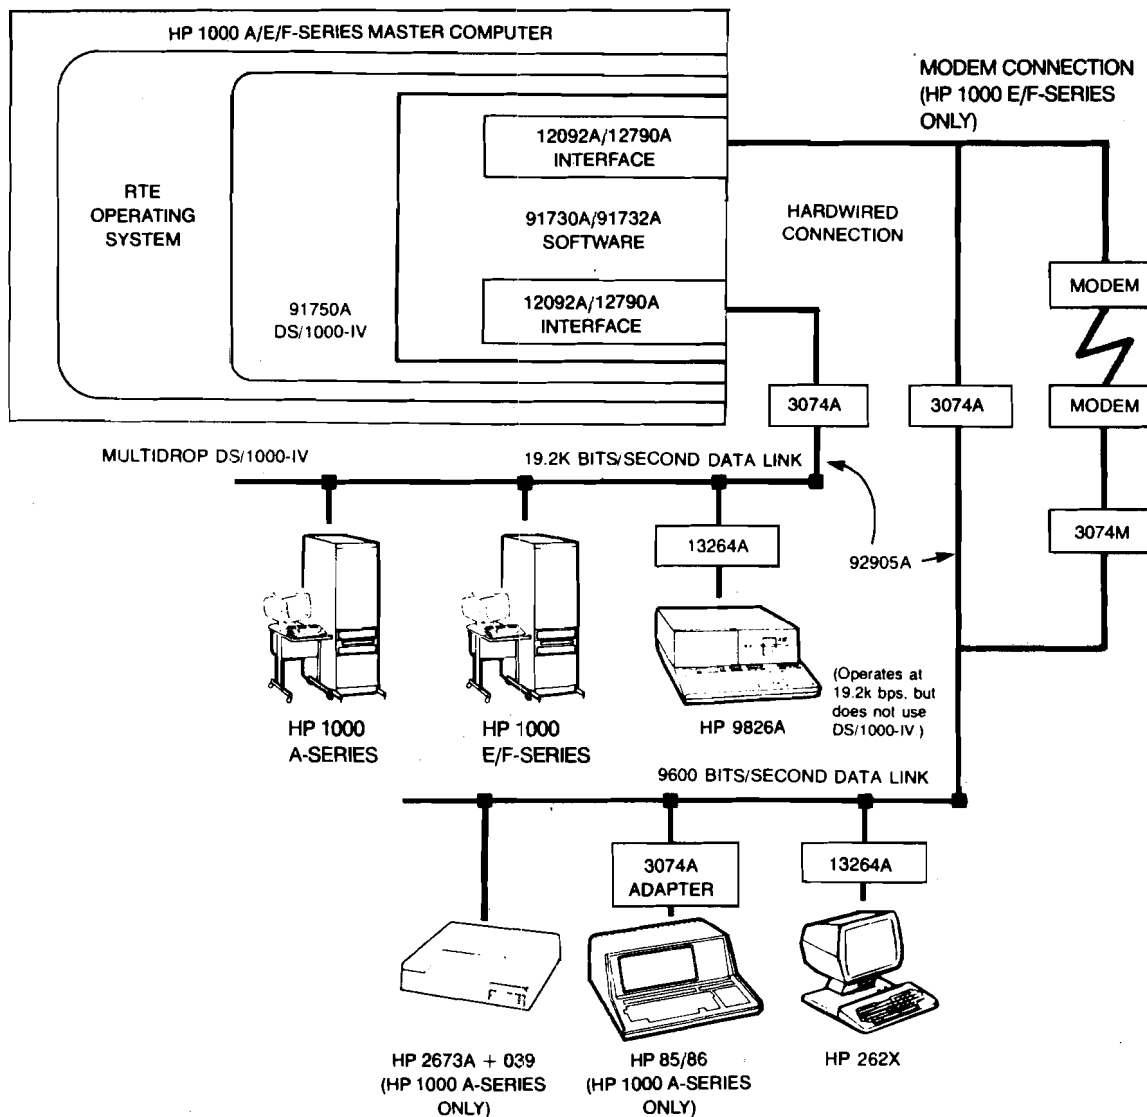 HP 1000 A/E/F-SERIES MASTER COMPUTER
MODEM CONNECTION
(HP 1000 E/F-SERIES
ONLY)
12092A/12790A
INTERFACE
RTE
OPERATING
SYSTEM
91730A/91732A
SOFTWARE
HARDWIRED
CONNECTION
91750A
DS/1000-IV
12092A/12790A
INTERFACE
MODEM
3074A
3074A
MODEM
MULTIDROP DS/1000-IV
19.2K BITS/SECOND DATA LINK
13264A
92905A
3074M
HP 1000
A-SERIES
HP 1000
E/F-SERIES
HP 9826A
(Operates at
19.2k bps, but
does not use
DS/1000-IV.)
9600 BITS/SECOND DATA LINK
3074A
ADAPTER
13264A
HP 2673A + 039
(HP 1000 A-SERIES
ONLY)
HP 85/86
(HP 1000 A-SERIES
ONLY)
HP 262X